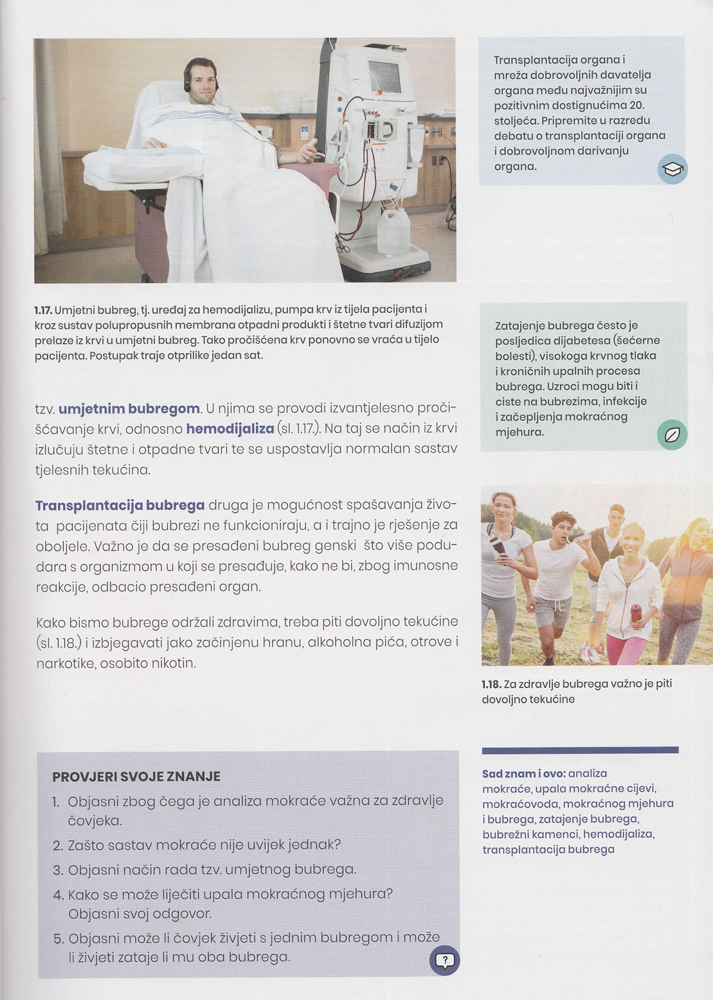 Transplantacija organa i
mreža dobrovoljnih davatelja
organa među najvažnijim su
pozitivnim dostignućima 20.
stoljeća. Pripremite u razredu
debatu o transplantaciji organa
i dobrovoljnom darivanju
organa.
1.17. Umjetni bubreg, tj. uređaj za hemodijalizu, pumpa krv iz tijela pacijenta i
kroz sustav polupropusnih membrana otpadni produkti i štetne tvari difuzijom
prelaze iz krvi u umjetni bubreg. Tako pročišćena krv ponovno se vraća u tijelo
pacijenta. Postupak traje otprilike jedan sat.
Zatajenje bubrega često je
posljedica dijabetesa (šećerne
bolesti), visokoga krvnog tlaka
i kroničnih upalnih procesa
bubrega. Uzroci mogu biti i
ciste na bubrezima, infekcije
i začepljenja mokraćnog
mjehura.
tzv. umjetnim bubregom. U njima se provodi izvantjelesno proči-
šćavanje krvi, odnosno hemodijaliza (sl. 1.17.). Na taj se način iz krvi
izlučuju štetne i otpadne tvari te se uspostavlja normalan sastav
tjelesnih tekućina.
Transplantacija bubrega druga je mogućnost spašavanja živo-
ta pacijenata čiji bubrezi ne funkcioniraju, a i trajno je rješenje za
oboljele. Važno je da se presađeni bubreg genski što više podu-
dara s organizmom u koji se presađuje, kako ne bi, zbog imunosne
reakcije, odbacio presađeni organ.
Kako bismo bubrege održali zdravima, treba piti dovoljno tekućine
(sl. 1.18.) i izbjegavati jako začinjenu hranu, alkoholna pića, otrove i
narkotike, osobito nikotin.
1.18. Za zdravlje bubrega važno je piti
dovoljno tekućine
PROVJERI SVOJE ZNANJE
1. Objasni zbog čega je analiza mokraće važna za zdravlje
čovjeka.
2. Zašto sastav mokraće nije uvijek jednak?
3. Objasni način rada tzv. umjetnog bubrega.
4. Kako se može liječiti upala mokraćnog mjehura?
Objasni svoj odgovor.
5. Objasni može li čovjek živjeti s jednim bubregom i može
li živjeti zataje li mu oba bubrega.
?
Sad znam i ovo: analiza
mokraće, upala mokraćne cijevi,
mokraćovoda, mokraćnog mjehura
i bubrega, zatajenje bubrega,
bubrežni kamenci, hemodijaliza,
transplantacija bubrega